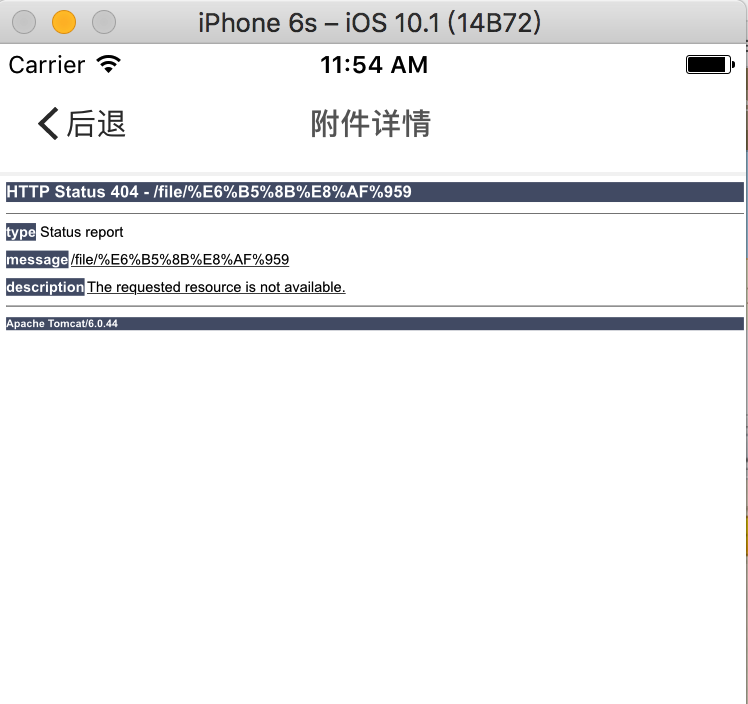 iPhone 6s – iOS 10.1 (14B72)
Carrier 11:54 AM
后退 附件详情
HTTP Status 404 - /file/%E6%B5%8B%E8%AF%959
type Status report
message /file/%E6%B5%8B%E8%AF%959
description The requested resource is not available.
Apache Tomcat/6.0.44